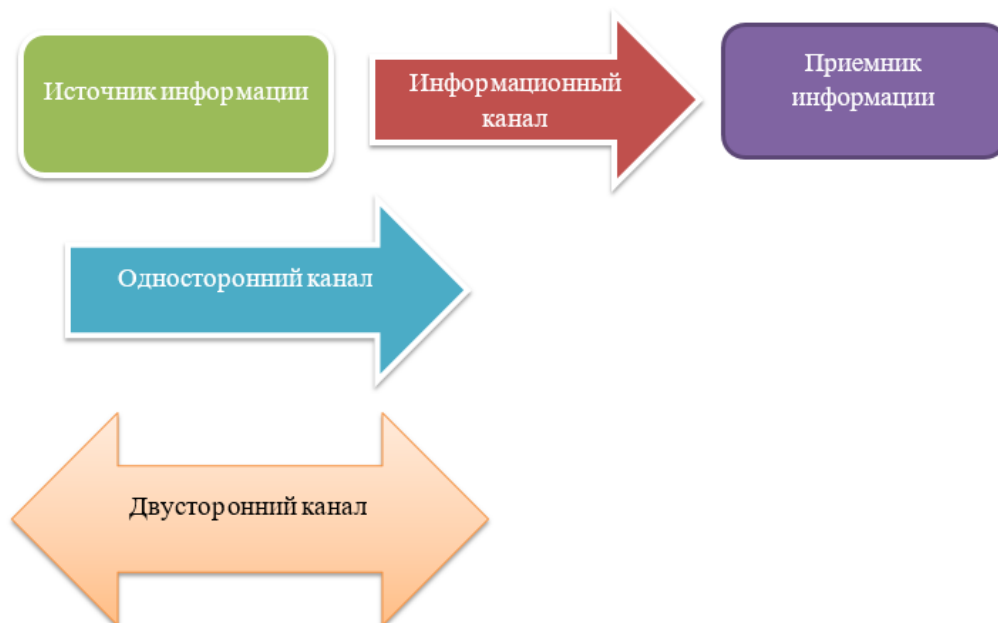 Источник информации
Информационный
канал
Приемник
информации
Односторонний канал
Двусторонний канал